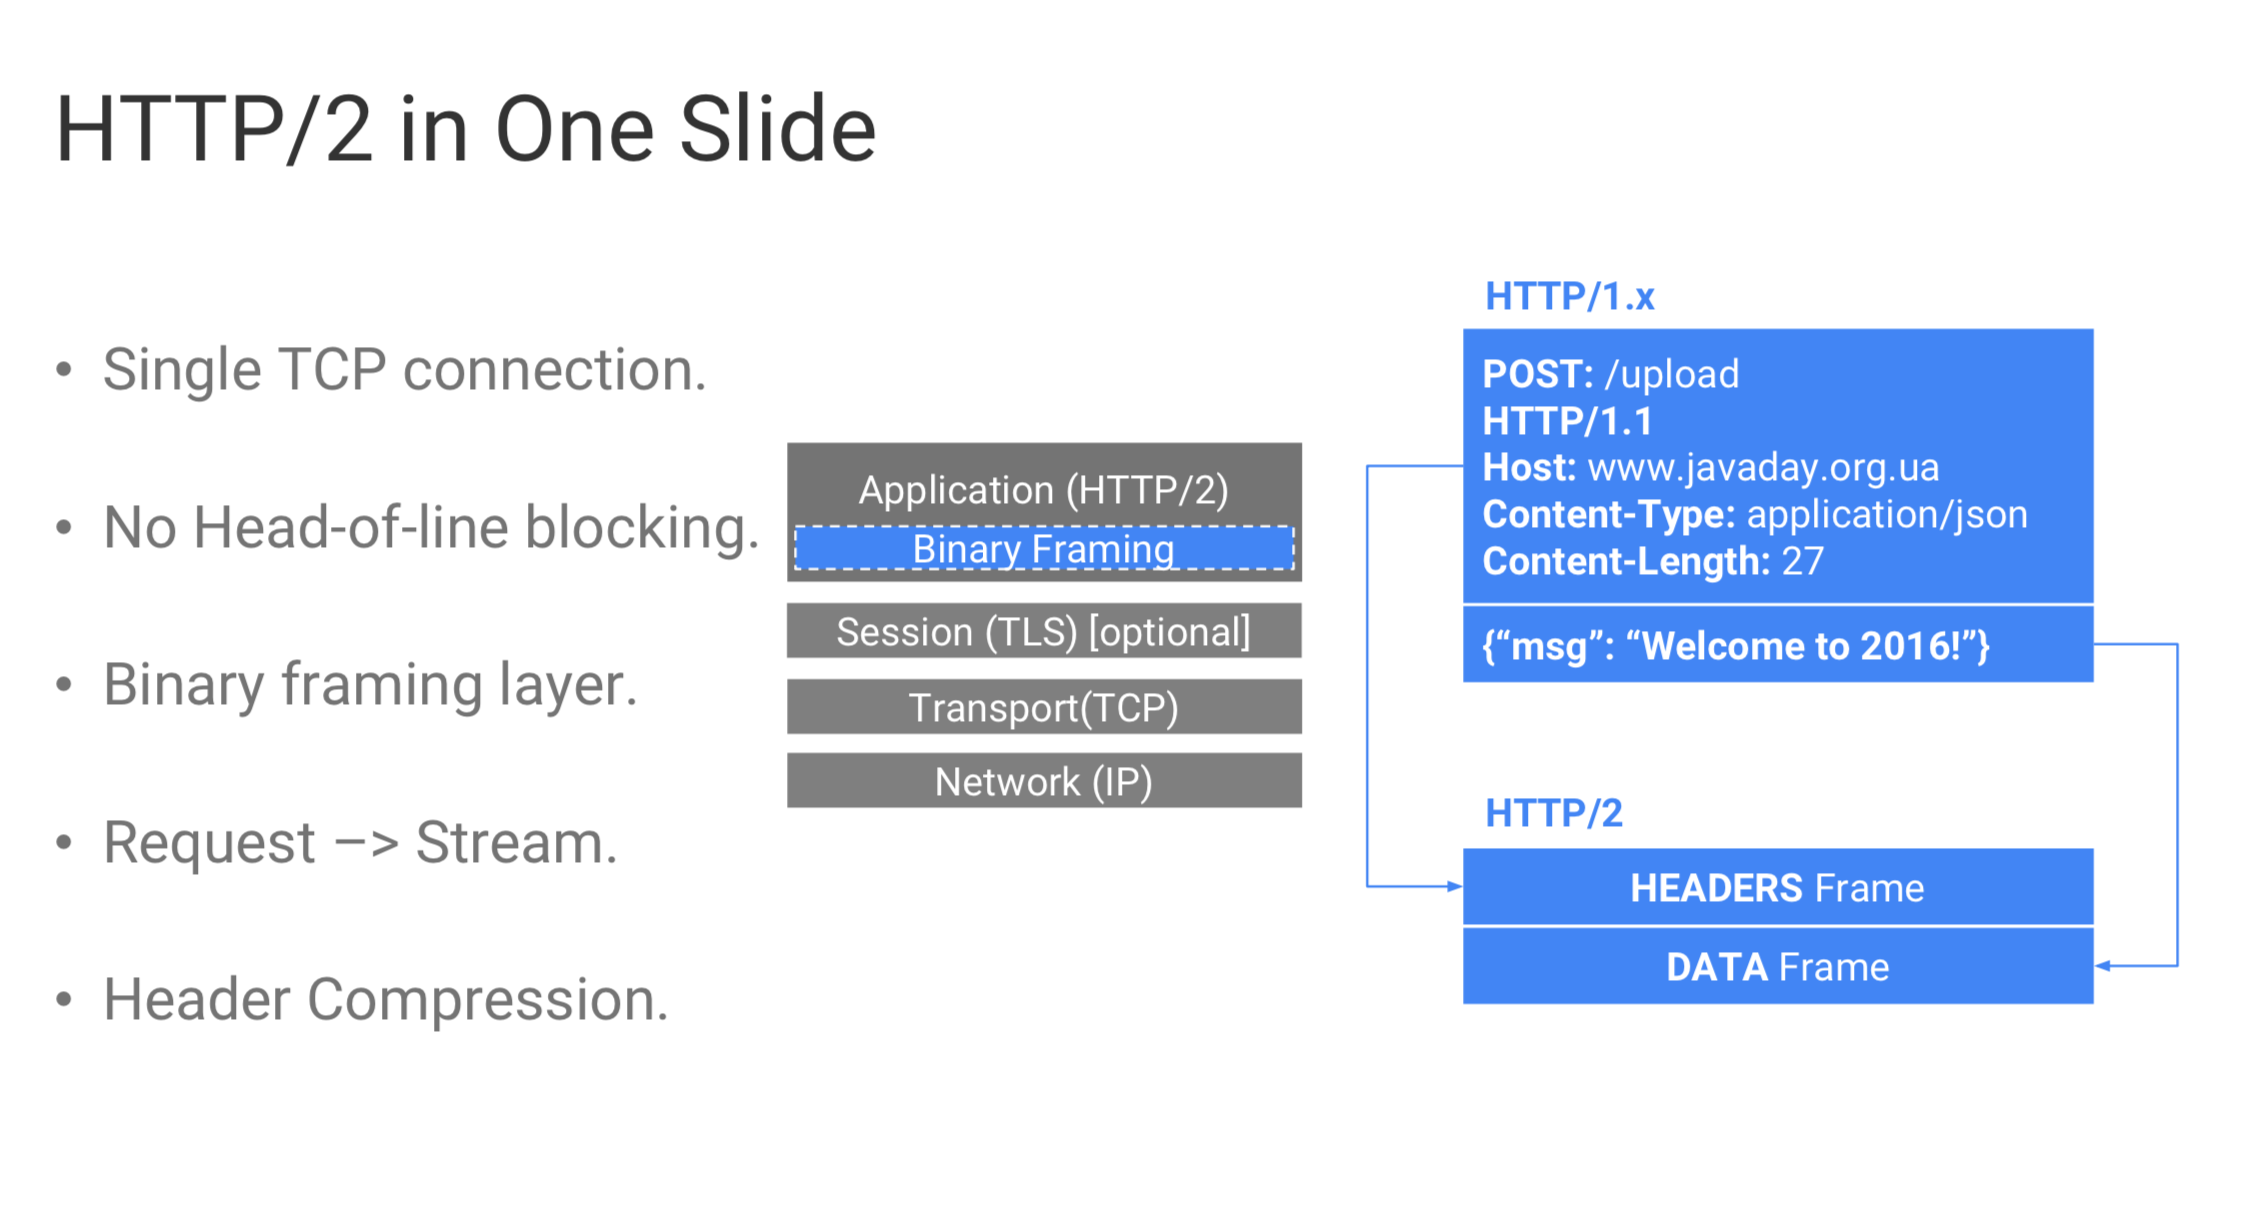 HTTP/2 in One Slide
• Single TCP connection.
• No Head-of-line blocking.
• Binary framing layer.
• Request –> Stream.
• Header Compression.
Application (HTTP/2)
Binary Framing
Session (TLS) [optional]
Transport(TCP)
Network (IP)
HTTP/1.x
POST: /upload
HTTP/1.1
Host: www.javaday.org.ua
Content-Type: application/json
Content-Length: 27
{“msg”: “Welcome to 2016!”}
HTTP/2
HEADERS Frame
DATA Frame